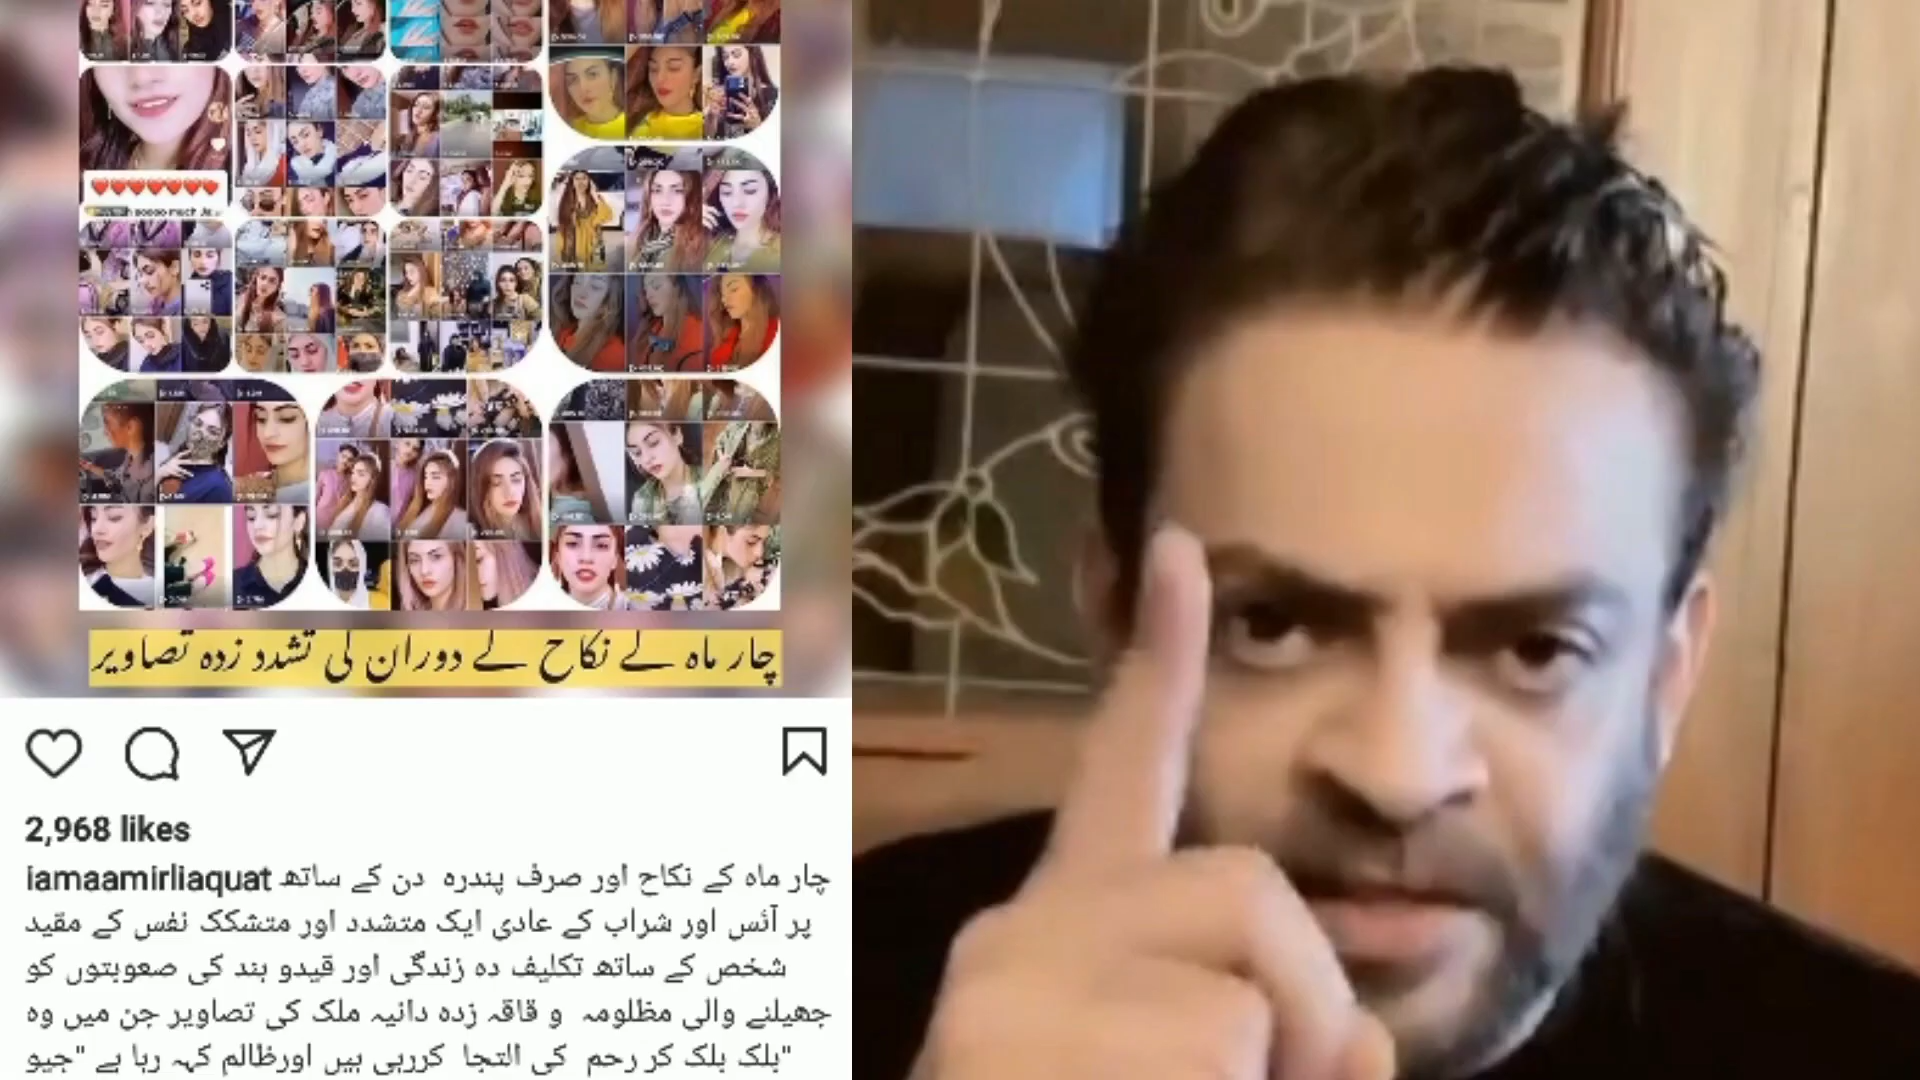 چار ماہ کے نکاح کے دوران کی تشدد زدہ تصاویر
2,968 likes
iamaamirliaquat چار ماہ کے نکاح اور صرف پندرہ دن کے ساتھ
پر آئس اور شراب کے عادی ایک متشدد اور متشکک نفس کے مقید
شخص کے ساتھ تکلیف دہ زندگی اور قیدو بند کی صعوبتوں کو
جھیلنے والی مظلومہ و فاقہ زدہ دانیہ ملک کی تصاویر جن میں وہ
بلک بلک کر رحم کی التجا کررہی ہیں اورظالم کہہ رہا ہے "جیو"